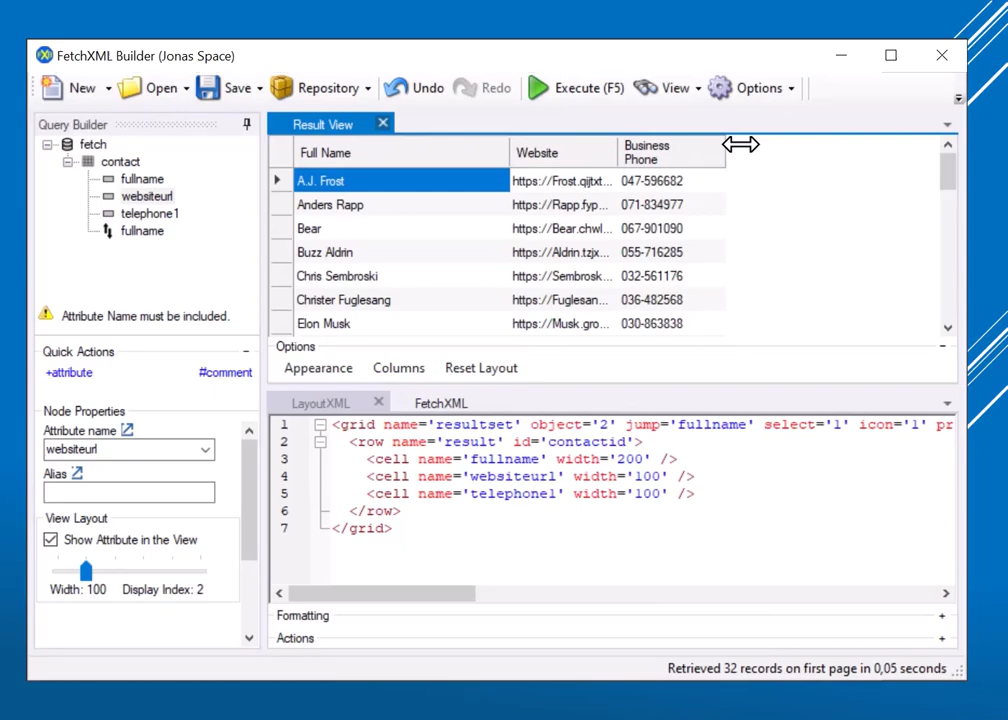 FetchXML Builder (Jonas Space)
New Open Save Repository Undo Redo Execute (F5) View Options
Query Builder
fetch
contact
fullname
websiteurl
telephone1
fullname
Attribute Name must be included.
Quick Actions
+attribute #comment
Node Properties
Attribute name
websiteurl
Alias
View Layout
Show Attribute in the View
Width: 100 Display Index: 2
Result View
Full Name Website Business Phone
A.J. Frost https://Frost.qijtxt... 047-596682
Anders Rapp https://Rapp.fyp... 071-834977
Bear https://Bear.chwl... 067-901090
Buzz Aldrin https://Aldrin.tzjx... 055-716285
Chris Sembroski https://Sembrosk... 032-561176
Christer Fuglesang https://Fuglesan... 036-482568
Elon Musk https://Musk.gro... 030-863838
Options
Appearance Columns Reset Layout
LayoutXML FetchXML
1 <grid name='resultset' object='2' jump='fullname' select='1' icon='1' pr
2 <row name='result' id='contactid'>
3 <cell name='fullname' width='200' />
4 <cell name='websiteurl' width='100' />
5 <cell name='telephone1' width='100' />
6 </row>
7 </grid>
Formatting
Actions
Retrieved 32 records on first page in 0,05 seconds